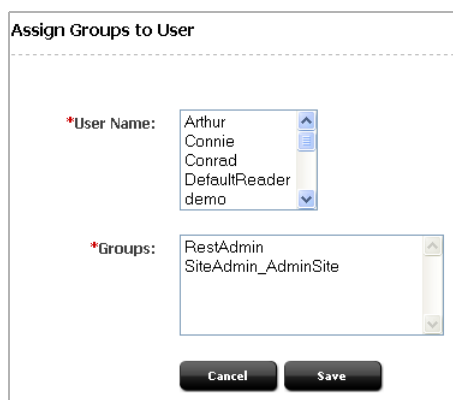 Assign Groups to User
*User Name:
Arthur
Connie
Conrad
DefaultReader
demo
*Groups:
RestAdmin
SiteAdmin_AdminSite
Cancel Save